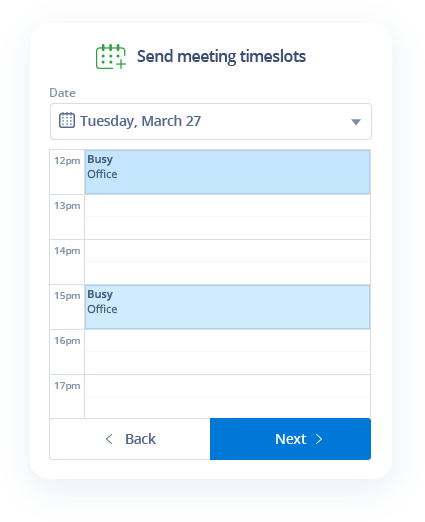 Send meeting timeslots
Date
Tuesday, March 27
12pm
Busy
Office
13pm
14pm
15pm
Busy
Office
16pm
17pm
Back
Next